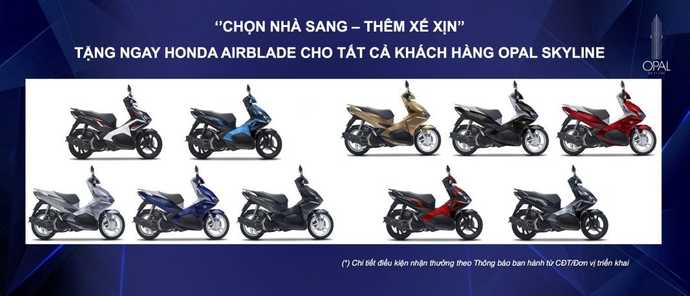 ‘’CHỌN NHÀ SANG – THÊM XẾ XỊN’’
TẶNG NGAY HONDA AIRBLADE CHO TẤT CẢ KHÁCH HÀNG OPAL SKYLINE
OPAL
SKYLINE
(*) Chi tiết điều kiện nhận thưởng theo Thông báo ban hành từ CĐT/Đơn vị triển khai